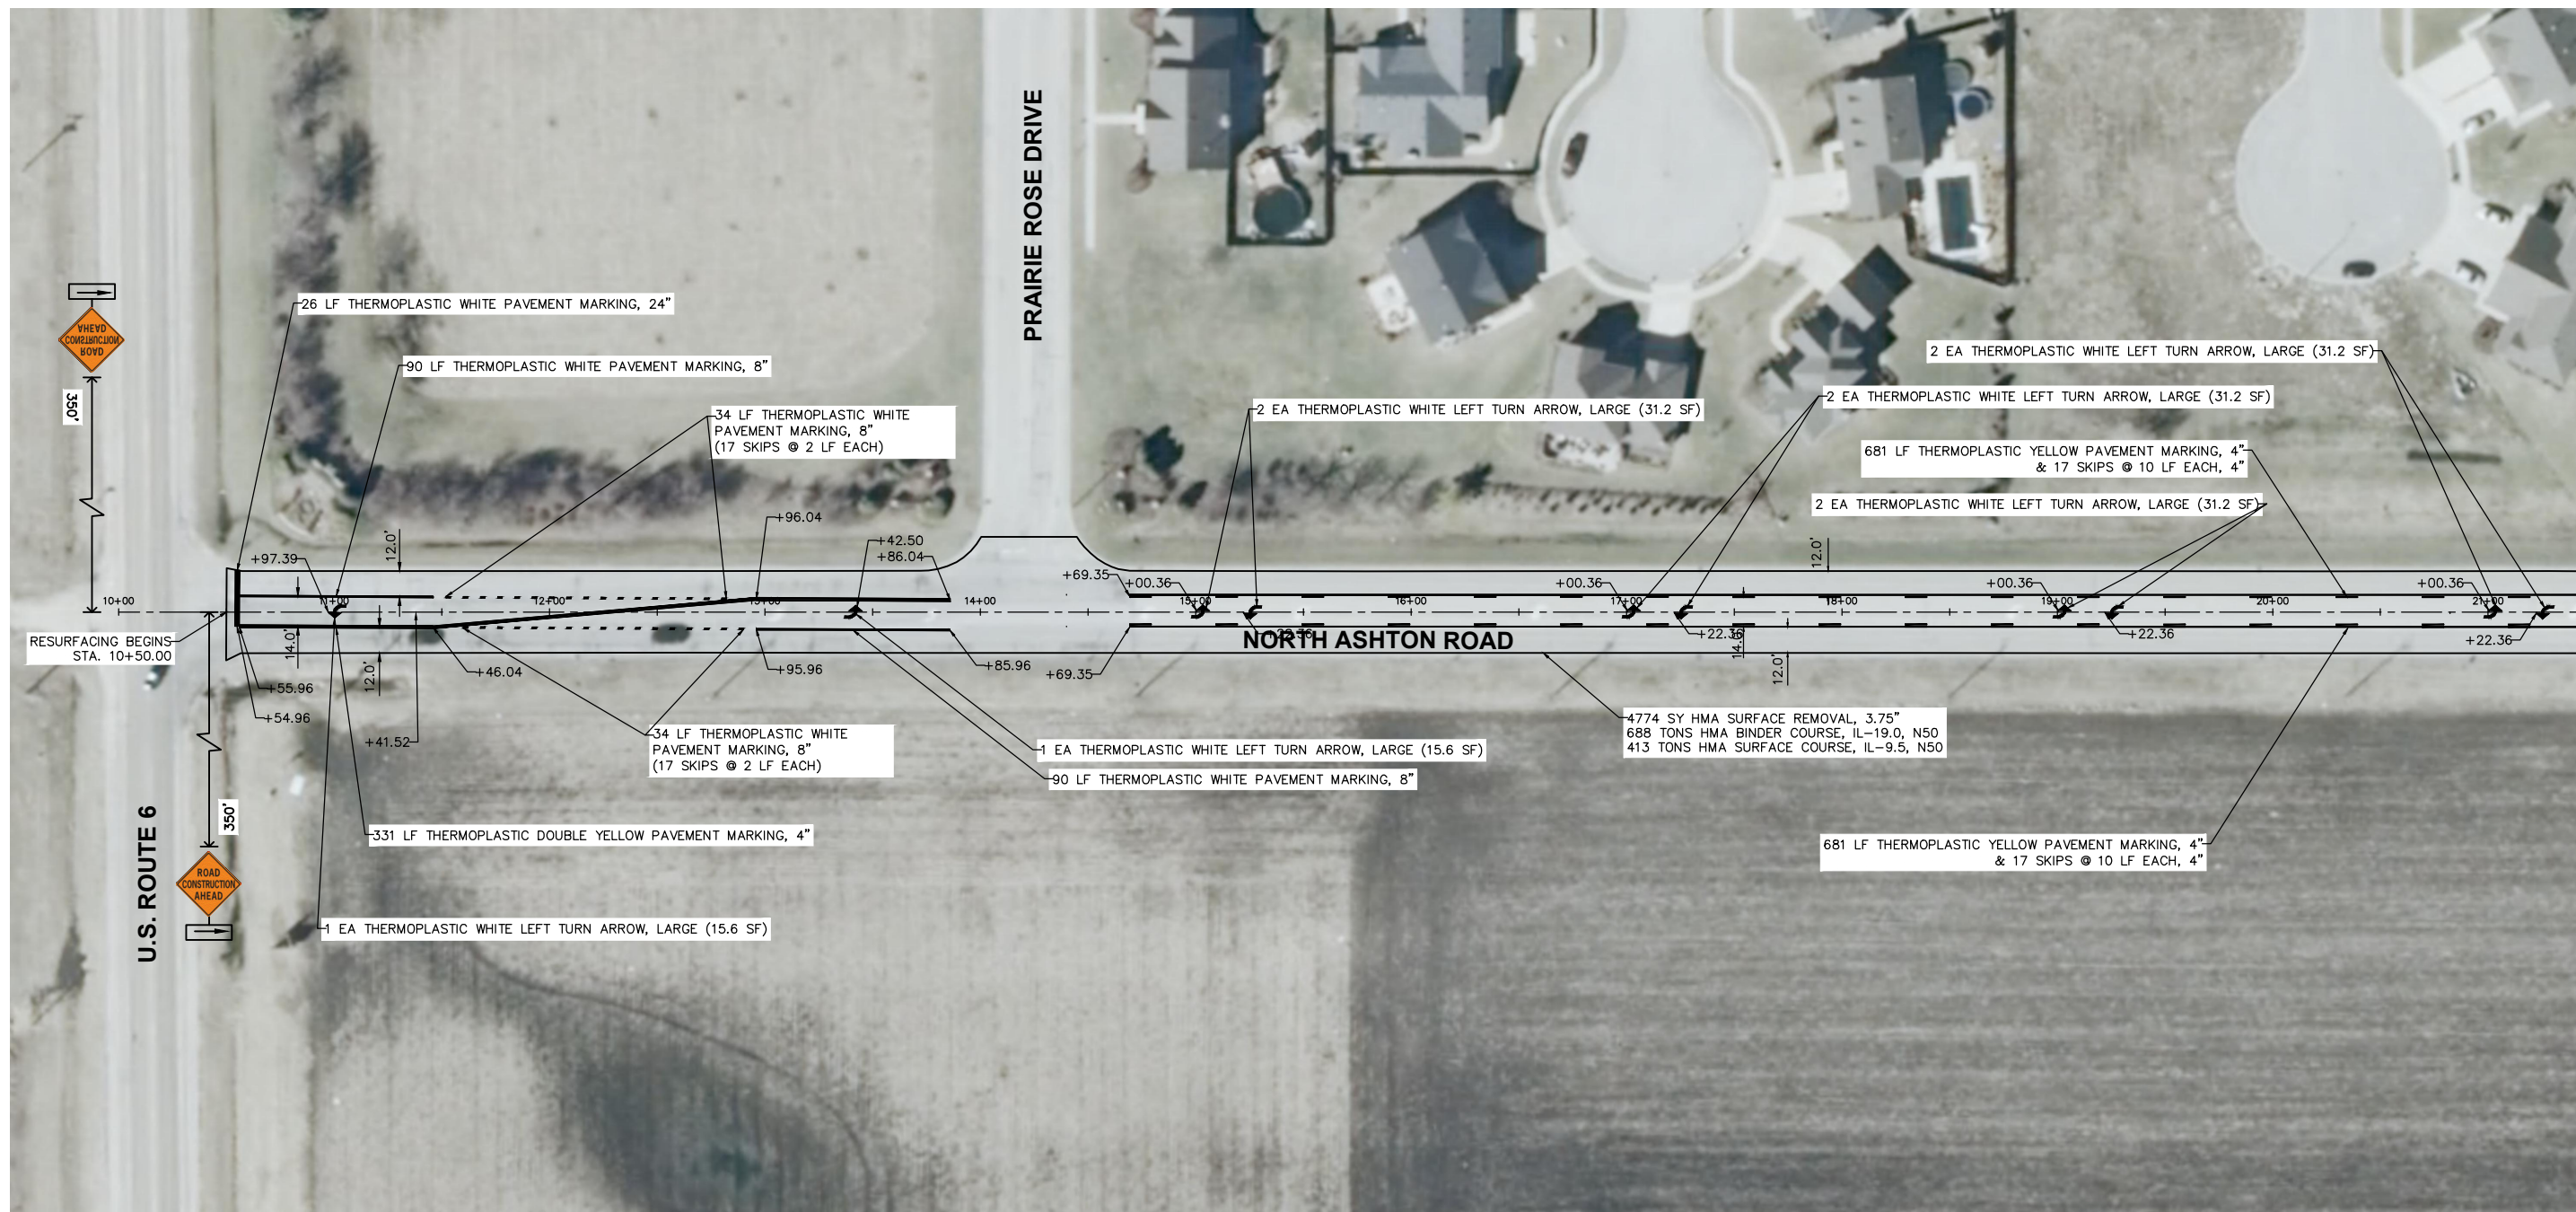 PRAIRIE ROSE DRIVE
26 LF THERMOPLASTIC WHITE PAVEMENT MARKING, 24"
AHEAD
CONSTRUCTION
ROAD
350'
90 LF THERMOPLASTIC WHITE PAVEMENT MARKING, 8"
34 LF THERMOPLASTIC WHITE
PAVEMENT MARKING, 8"
(17 SKIPS @ 2 LF EACH)
2 EA THERMOPLASTIC WHITE LEFT TURN ARROW, LARGE (31.2 SF)
2 EA THERMOPLASTIC WHITE LEFT TURN ARROW, LARGE (31.2 SF)
2 EA THERMOPLASTIC WHITE LEFT TURN ARROW, LARGE (31.2 SF)
681 LF THERMOPLASTIC YELLOW PAVEMENT MARKING, 4"
& 17 SKIPS @ 10 LF EACH, 4"
2 EA THERMOPLASTIC WHITE LEFT TURN ARROW, LARGE (31.2 SF)
+96.04
+42.50
+86.04
+97.39
12.0'
12.0'
+69.35
+00.36
+00.36
+00.36
+00.36
10+00
11+00
12+00
13+00
14+00
15+00
16+00
17+00
18+00
19+00
20+00
21+00
+22.36
+22.36
+22.36
+22.36
NORTH ASHTON ROAD
RESURFACING BEGINS
STA. 10+50.00
14.0'
12.0'
14.0'
12.0'
+55.96
+54.96
+41.52
+46.04
+95.96
+85.96
+69.35
34 LF THERMOPLASTIC WHITE
PAVEMENT MARKING, 8"
(17 SKIPS @ 2 LF EACH)
1 EA THERMOPLASTIC WHITE LEFT TURN ARROW, LARGE (15.6 SF)
90 LF THERMOPLASTIC WHITE PAVEMENT MARKING, 8"
4774 SY HMA SURFACE REMOVAL, 3.75"
688 TONS HMA BINDER COURSE, IL-19.0, N50
413 TONS HMA SURFACE COURSE, IL-9.5, N50
350'
331 LF THERMOPLASTIC DOUBLE YELLOW PAVEMENT MARKING, 4"
681 LF THERMOPLASTIC YELLOW PAVEMENT MARKING, 4"
& 17 SKIPS @ 10 LF EACH, 4"
U.S. ROUTE 6
ROAD
CONSTRUCTION
AHEAD
1 EA THERMOPLASTIC WHITE LEFT TURN ARROW, LARGE (15.6 SF)